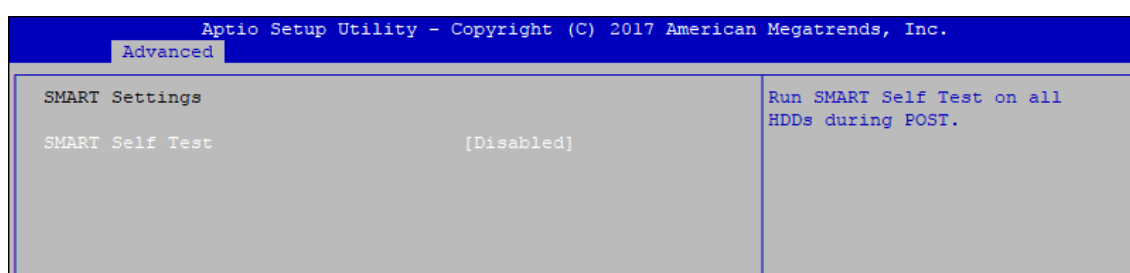 Aptio Setup Utility – Copyright (C) 2017 American Megatrends, Inc.
Advanced
SMART Settings
SMART Self Test [Disabled]
Run SMART Self Test on all
HDDs during POST.